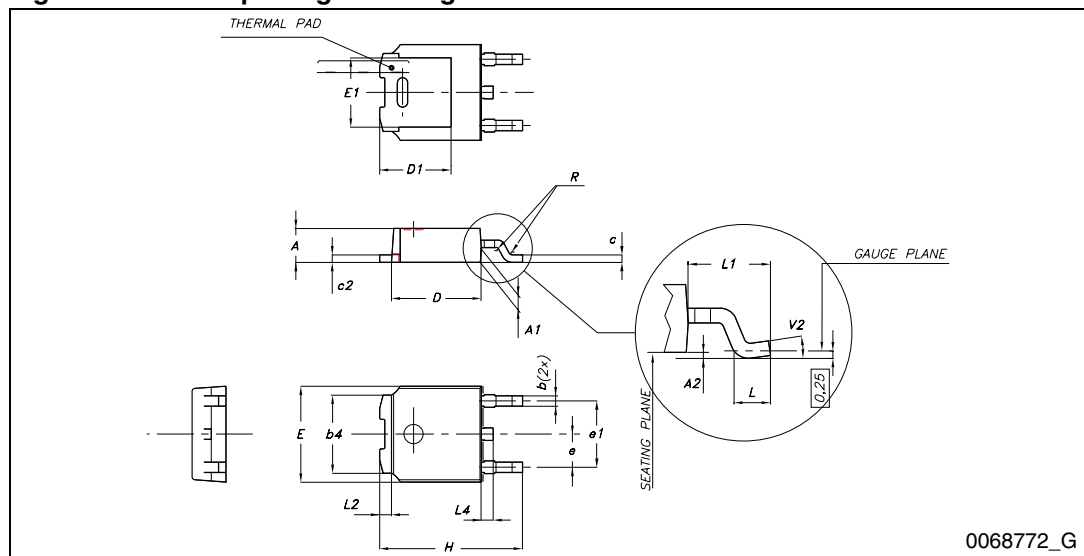 THERMAL PAD
E1
D1
R
A
c
c2
D
A1
L1
GAUGE PLANE
V2
A2
L
0,25
SEATING PLANE
b(2x)
E
b4
e
e1
L2
L4
H
0068772_G